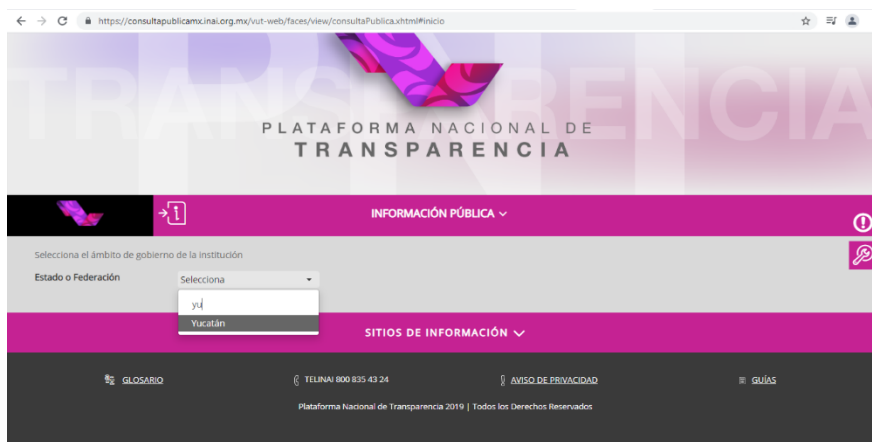 https://consultapublicamx.inai.org.mx/vut-web/faces/view/consultaPublica.xhtml#inicio
TRANSPARENCIA
PNT
PLATAFORMA NACIONAL DE
TRANSPARENCIA
INFORMACIÓN PÚBLICA
Selecciona el ámbito de gobierno de la institución
Estado o Federación
Selecciona
yu
Yucatán
SITIOS DE INFORMACIÓN
GLOSARIO
TELINAI 800 835 43 24
AVISO DE PRIVACIDAD
GUÍAS
Plataforma Nacional de Transparencia 2019 | Todos los Derechos Reservados